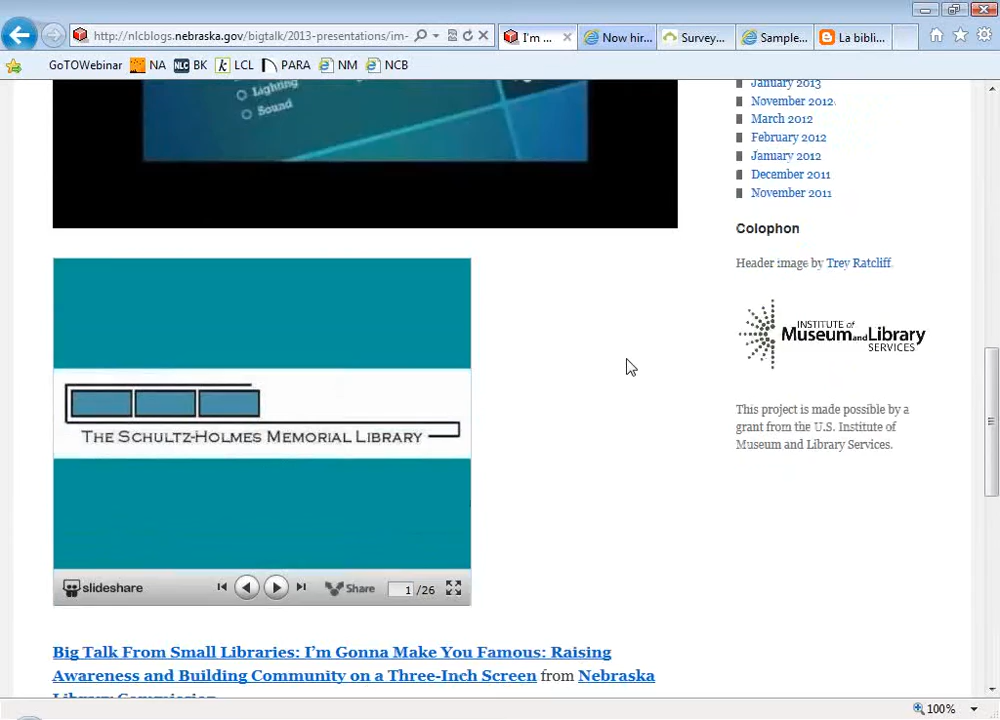 http://nlcblogs.nebraska.gov/bigtalk/2013-presentations/im-
I'm ...
Now hir...
Survey...
Sample...
La bibli...
GoTOWebinar
NA
NLC BK
k LCL
PARA
NM
NCB
Lighting
Sound
January 2013
November 2012
March 2012
February 2012
January 2012
December 2011
November 2011
Colophon
Header image by Trey Ratcliff.
INSTITUTE of
Museum and Library
SERVICES
This project is made possible by a
grant from the U.S. Institute of
Museum and Library Services.
THE SCHULTZ-HOLMES MEMORIAL LIBRARY
slideshare
Share
1 /26
Big Talk From Small Libraries: I'm Gonna Make You Famous: Raising
Awareness and Building Community on a Three-Inch Screen from Nebraska
Library Commission
100%